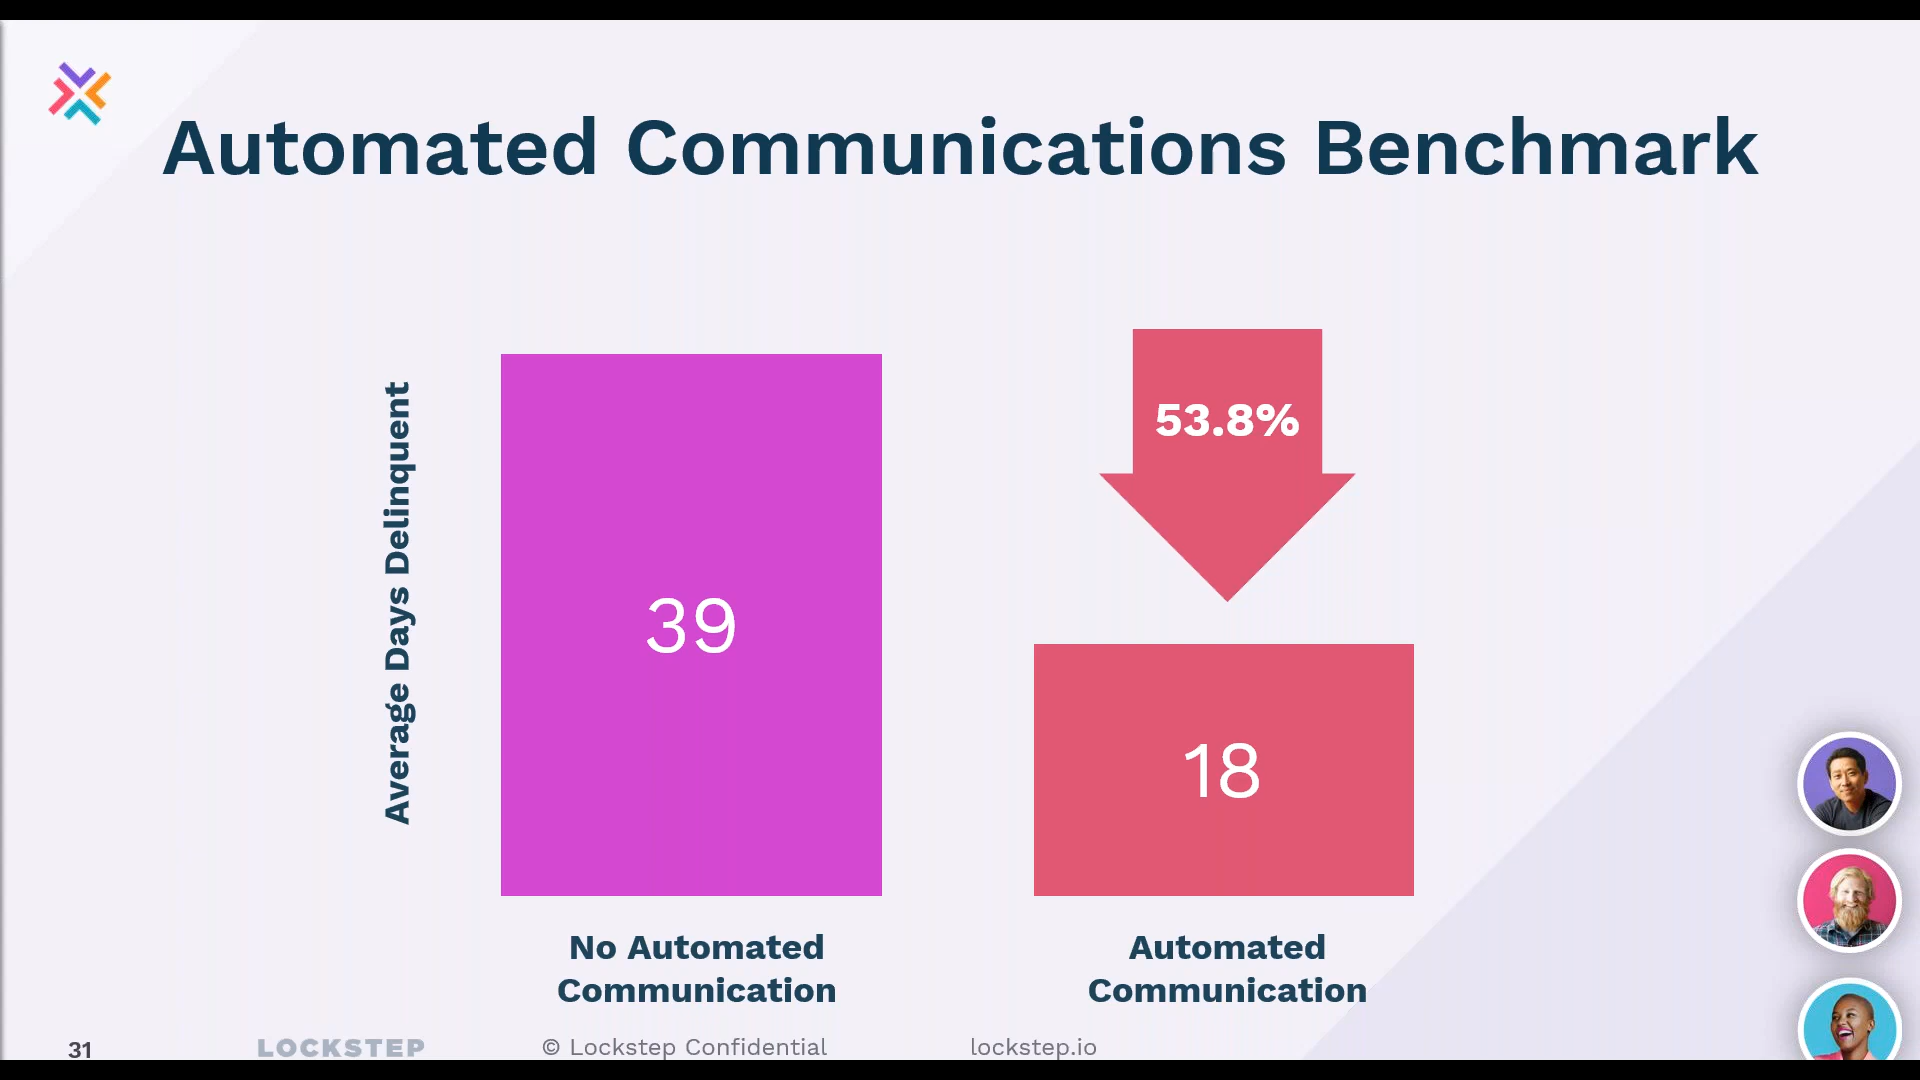 Automated Communications Benchmark
Average Days Delinquent
39
53.8%
18
No Automated
Communication
Automated
Communication
31
LOCKSTEP
© Lockstep Confidential
lockstep.io